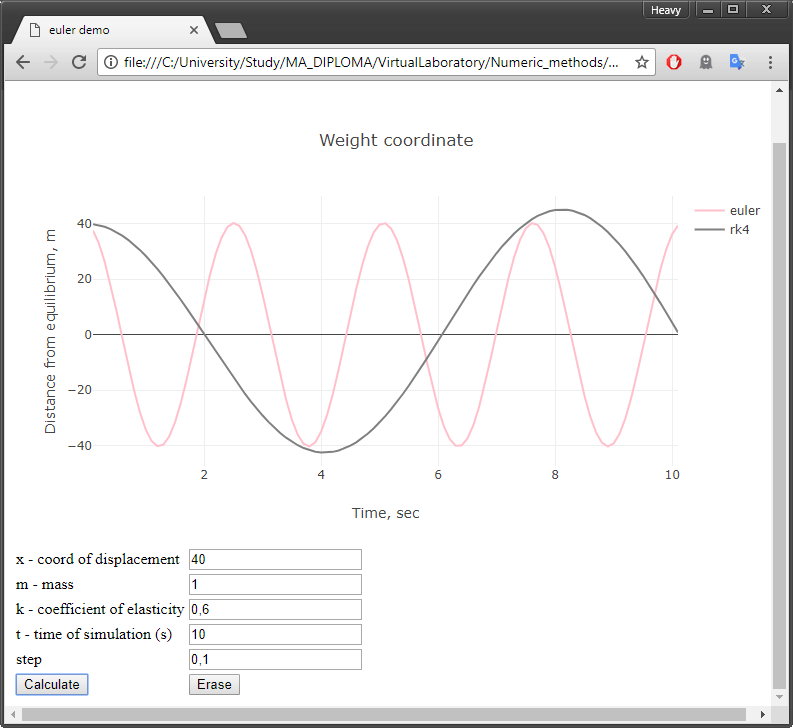 Heavy
euler demo
file:///C:/University/Study/MA_DIPLOMA/VirtualLaboratory/Numeric_methods/...
Weight coordinate
euler
rk4
Distance from equilibrium, m
40
20
0
−20
−40
2 4 6 8 10
Time, sec
x - coord of displacement 40
m - mass 1
k - coefficient of elasticity 0,6
t - time of simulation (s) 10
step 0,1
Calculate Erase